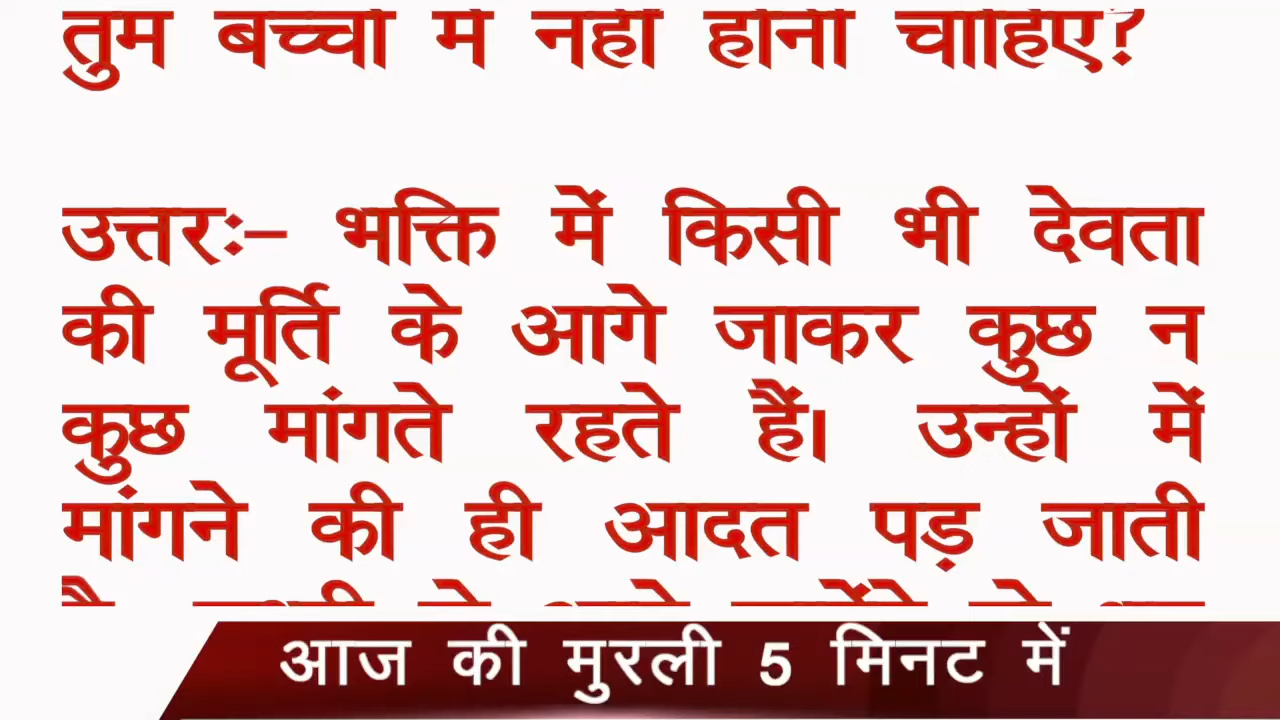 तुम बच्चों में नहीं होनी चाहिए?
उत्तरः- भक्ति में किसी भी देवता
की मूर्ति के आगे जाकर कुछ न
कुछ मांगते रहते हैं। उन्हों में
मांगने की ही आदत पड़ जाती
आज की मुरली 5 मिनट में